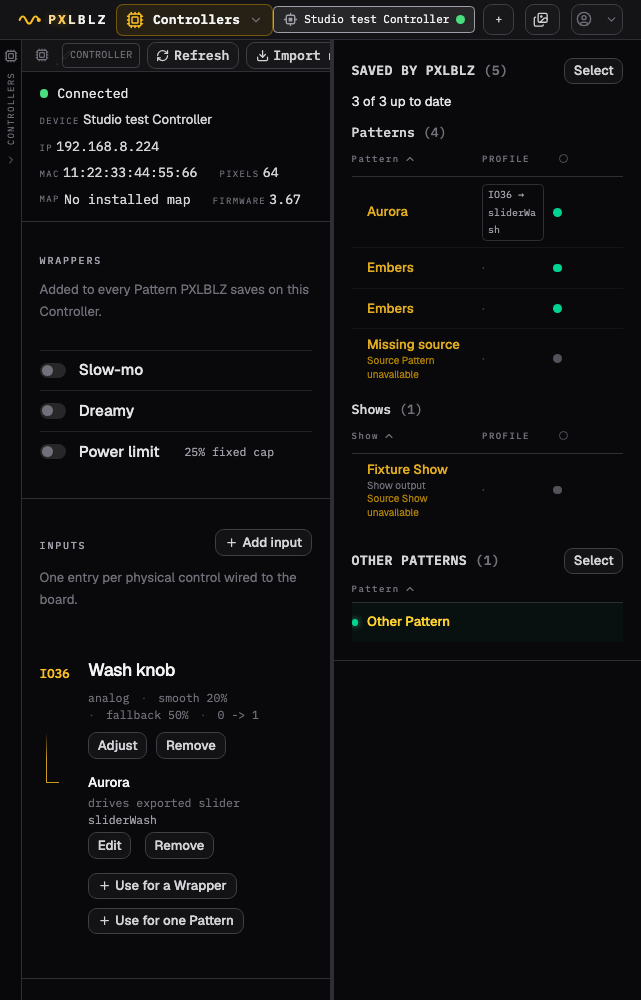 PXLBLZ
Controllers
Studio test Controller
+
CONTROLLERS
CONTROLLER
Refresh
Import
Connected
DEVICE Studio test Controller
IP 192.168.8.224
MAC 11:22:33:44:55:66 PIXELS 64
MAP No installed map FIRMWARE 3.67
WRAPPERS
Added to every Pattern PXLBLZ saves on this
Controller.
Slow-mo
Dreamy
Power limit 25% fixed cap
INPUTS
+ Add input
One entry per physical control wired to the
board.
IO36 Wash knob
analog · smooth 20%
· fallback 50% · 0 -> 1
Adjust Remove
Aurora
drives exported slider
sliderWash
Edit Remove
+ Use for a Wrapper
+ Use for one Pattern
SAVED BY PXLBLZ (5)
Select
3 of 3 up to date
Patterns (4)
Pattern PROFILE
Aurora
IO36 →
sliderWa
sh
Embers ·
Embers ·
Missing source ·
Source Pattern
unavailable
Shows (1)
Show PROFILE
Fixture Show
Show output ·
Source Show
unavailable
OTHER PATTERNS (1)
Select
Pattern
Other Pattern